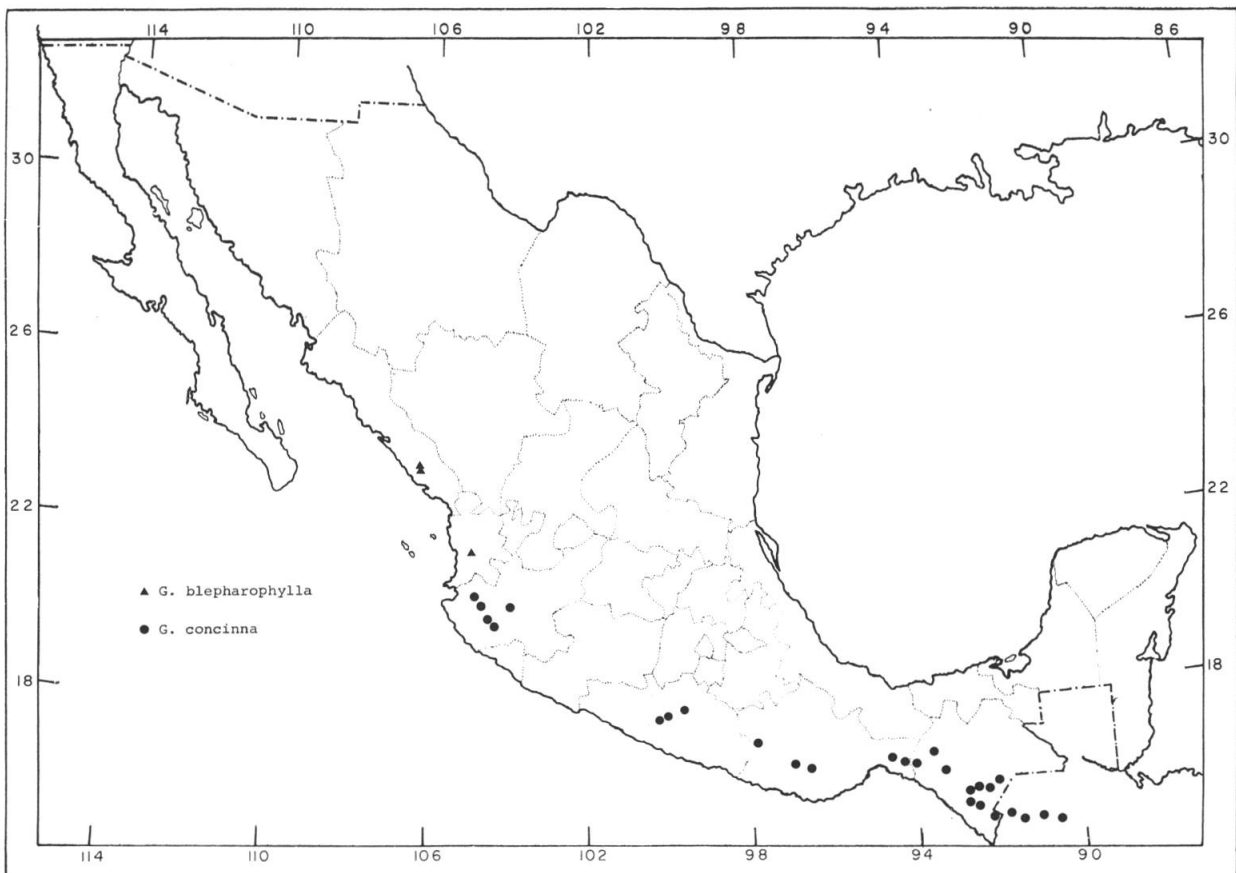 114 110 106 102 98 94 90 86
30 30
26 26
22 22
▲ G. blepharophylla
● G. concinna
18 18
114 110 106 102 98 94 90